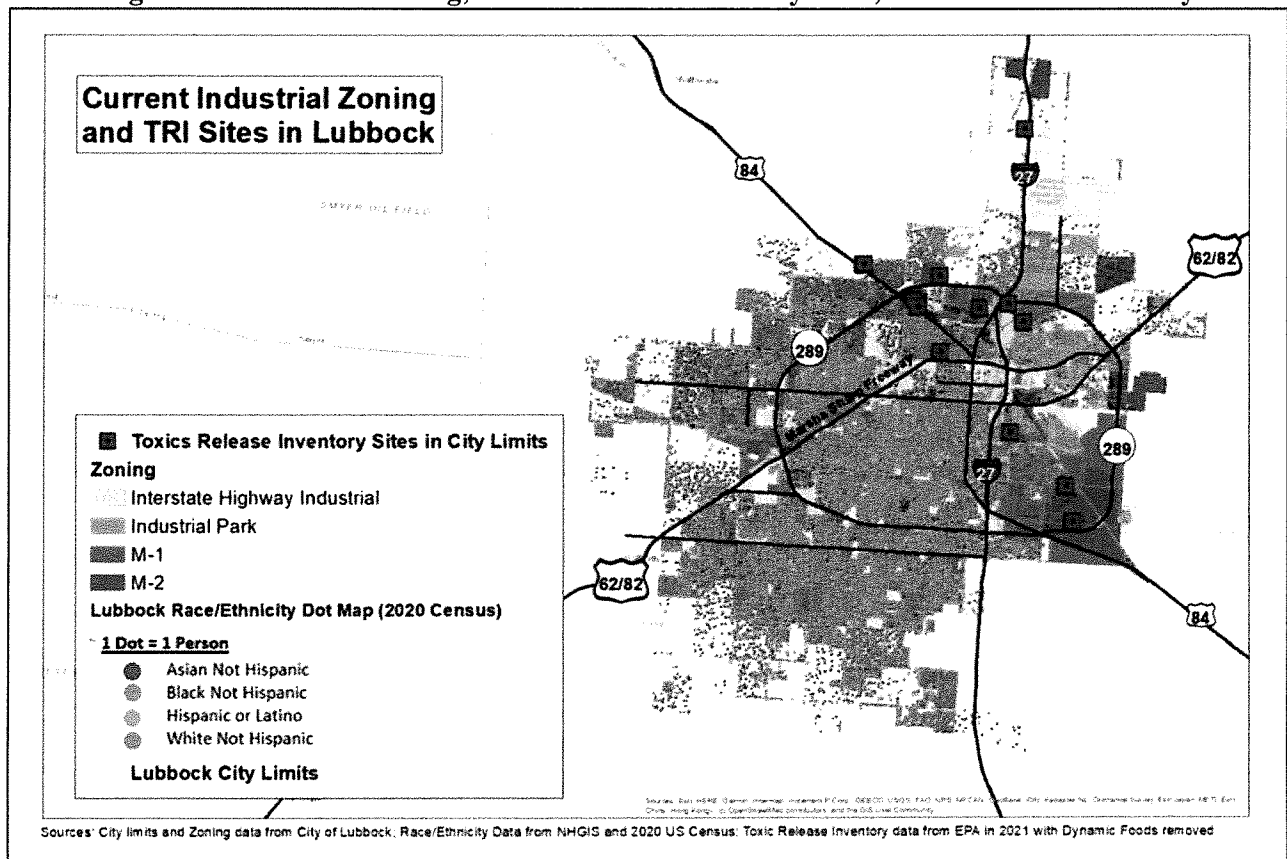 Current Industrial Zoning
and TRI Sites in Lubbock
84
27
62/82
289
Marsha Sharp Freeway
289
27
62/82
84
Toxics Release Inventory Sites in City Limits
Zoning
Interstate Highway Industrial
Industrial Park
M-1
M-2
Lubbock Race/Ethnicity Dot Map (2020 Census)
1 Dot = 1 Person
Asian Not Hispanic
Black Not Hispanic
Hispanic or Latino
White Not Hispanic
Lubbock City Limits
Sources: City limits and Zoning data from City of Lubbock; Race/Ethnicity Data from NHGIS and 2020 US Census; Toxic Release Inventory data from EPA in 2021 with Dynamic Foods removed